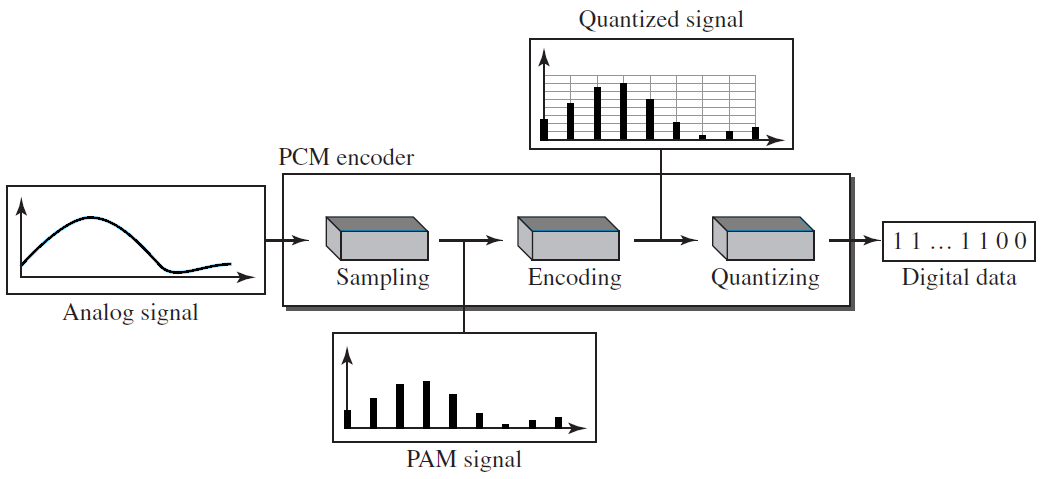 Quantized signal
PCM encoder
Sampling
Encoding
Quantizing
1 1 ... 1 1 0 0
Digital data
Analog signal
PAM signal